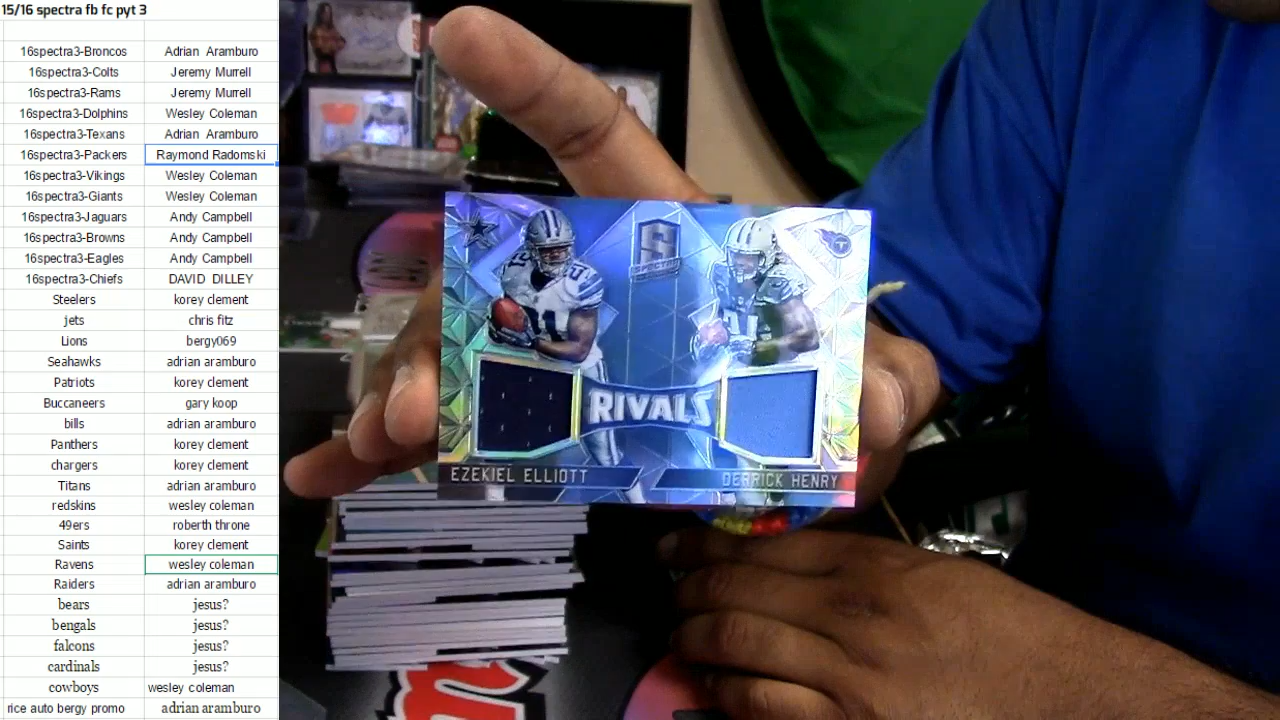 15/16 spectra fb fc pyt 3
16spectra3-Broncos Adrian Aramburo
16spectra3-Colts Jeremy Murrell
16spectra3-Rams Jeremy Murrell
16spectra3-Dolphins Wesley Coleman
16spectra3-Texans Adrian Aramburo
16spectra3-Packers Raymond Radomski
16spectra3-Vikings Wesley Coleman
16spectra3-Giants Wesley Coleman
16spectra3-Jaguars Andy Campbell
16spectra3-Browns Andy Campbell
16spectra3-Eagles Andy Campbell
16spectra3-Chiefs DAVID DILLEY
Steelers korey clement
jets chris fitz
Lions bergy069
Seahawks adrian aramburo
Patriots korey clement
Buccaneers gary koop
bills adrian aramburo
Panthers korey clement
chargers korey clement
Titans adrian aramburo
redskins wesley coleman
49ers roberth throne
Saints korey clement
Ravens wesley coleman
Raiders adrian aramburo
bears jesus?
bengals jesus?
falcons jesus?
cardinals jesus?
cowboys wesley coleman
rice auto bergy promo adrian aramburo
S
SPECTRA
RIVALS
EZEKIEL ELLIOTT
DERRICK HENRY